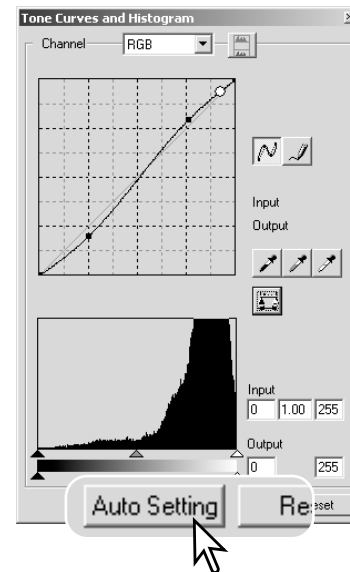 Tone Curves and Histogram
Channel RGB
Input
Output
Input
0 1.00 255
Output
0 255
Auto Setting Re eset